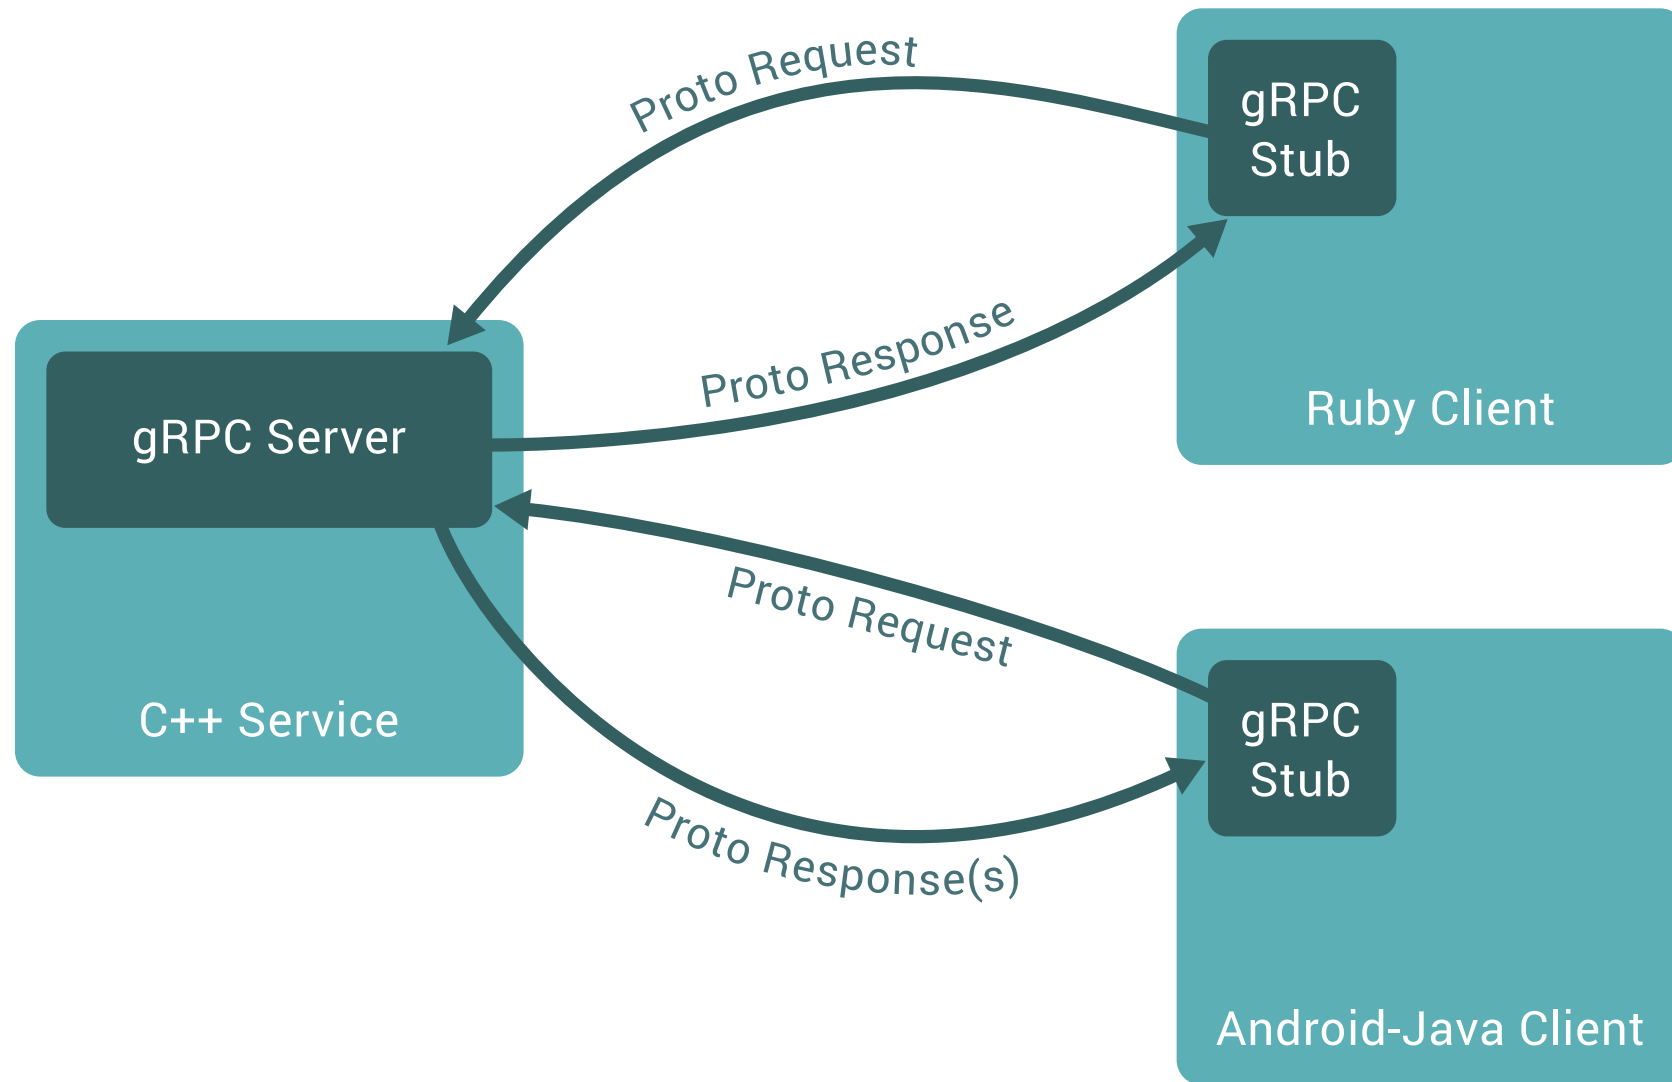 Proto Request
gRPC
Stub
Proto Response
Ruby Client
gRPC Server
C++ Service
Proto Request
gRPC
Stub
Proto Response(s)
Android-Java Client